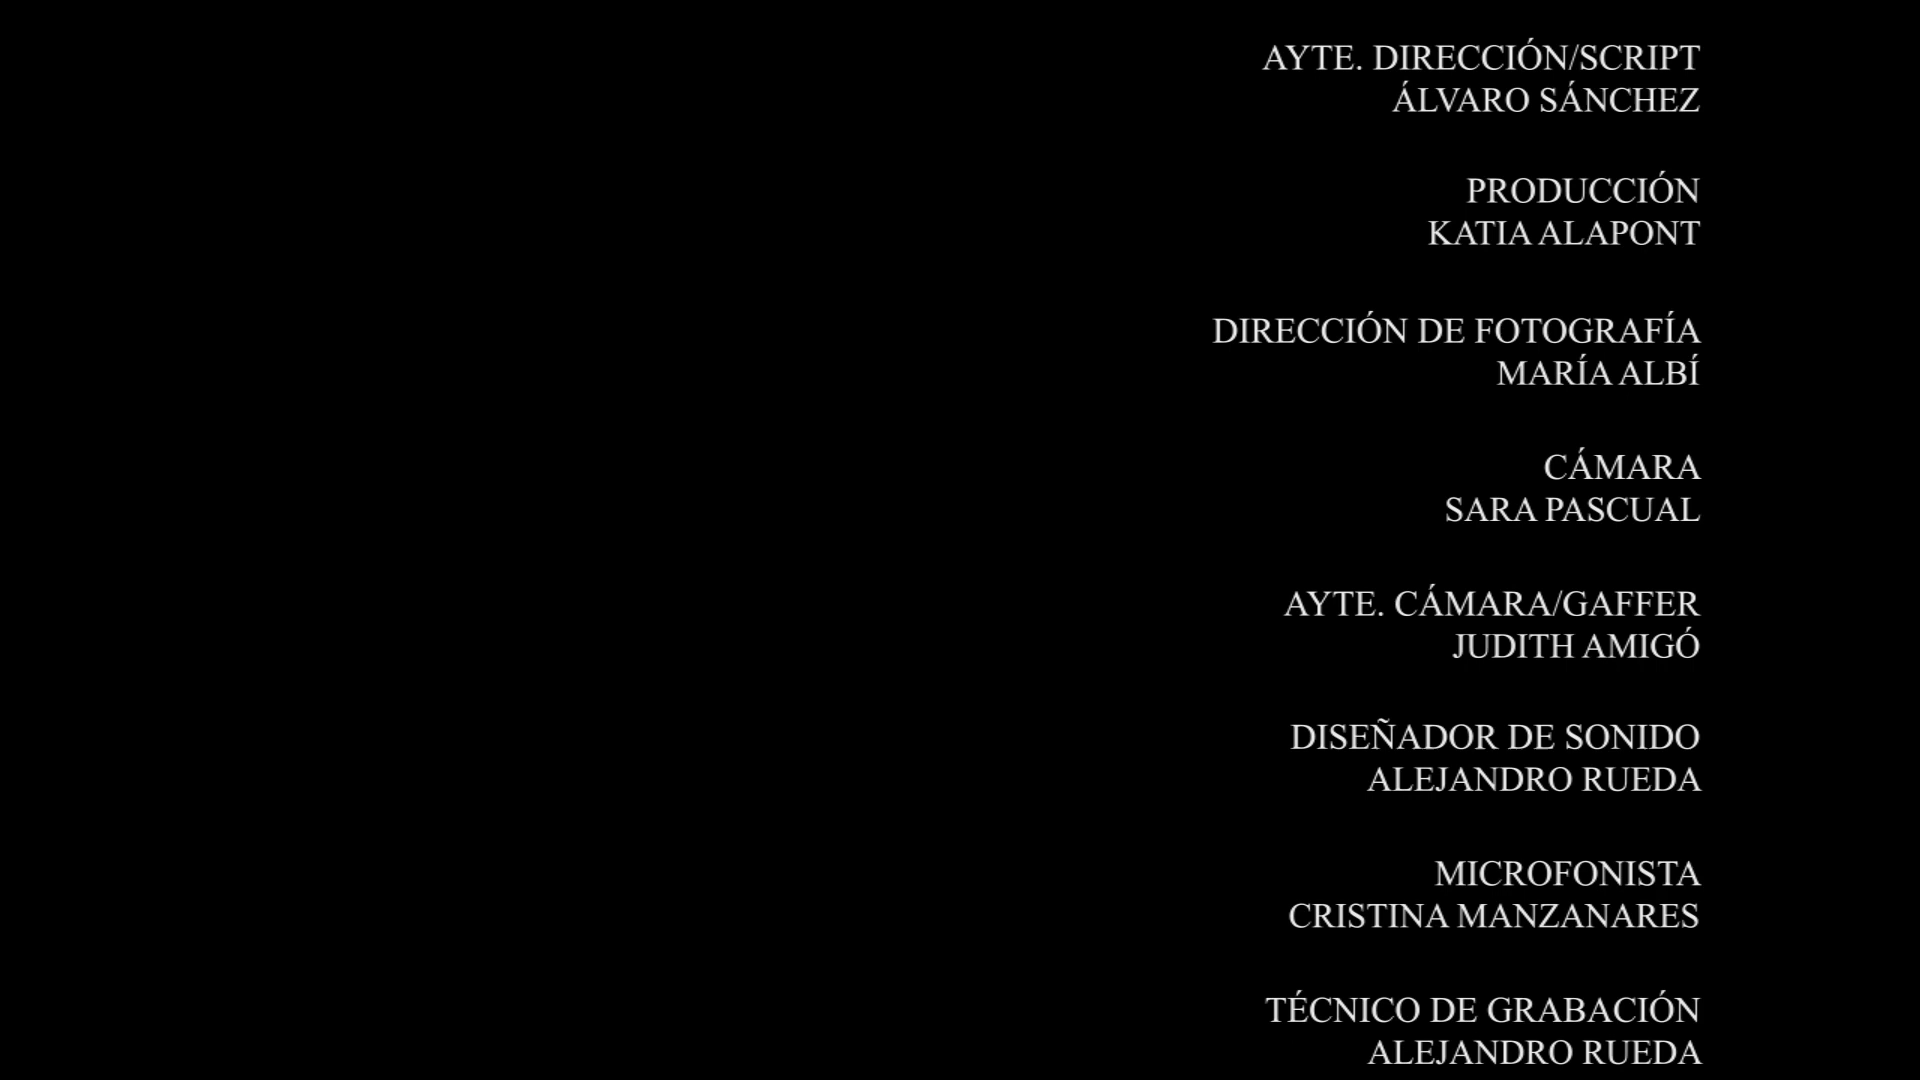 AYTE. DIRECCIÓN/SCRIPT
ÁLVARO SÁNCHEZ
PRODUCCIÓN
KATIA ALAPONT
DIRECCIÓN DE FOTOGRAFÍA
MARÍA ALBÍ
CÁMARA
SARA PASCUAL
AYTE. CÁMARA/GAFFER
JUDITH AMIGÓ
DISEÑADOR DE SONIDO
ALEJANDRO RUEDA
MICROFONISTA
CRISTINA MANZANARES
TÉCNICO DE GRABACIÓN
ALEJANDRO RUEDA